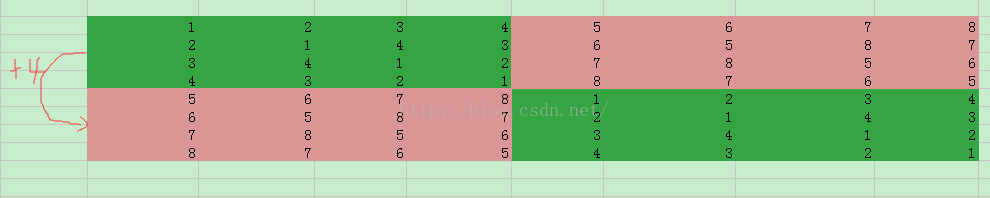 1 2 3 4 5 6 7 8
2 1 4 3 6 5 8 7
3 4 1 2 7 8 5 6
4 3 2 1 8 7 6 5
+4
5 6 7 8 1 2 3 4
http://blog.csdn.net/
6 5 8 7 2 1 4 3
7 8 5 6 3 4 1 2
8 7 6 5 4 3 2 1